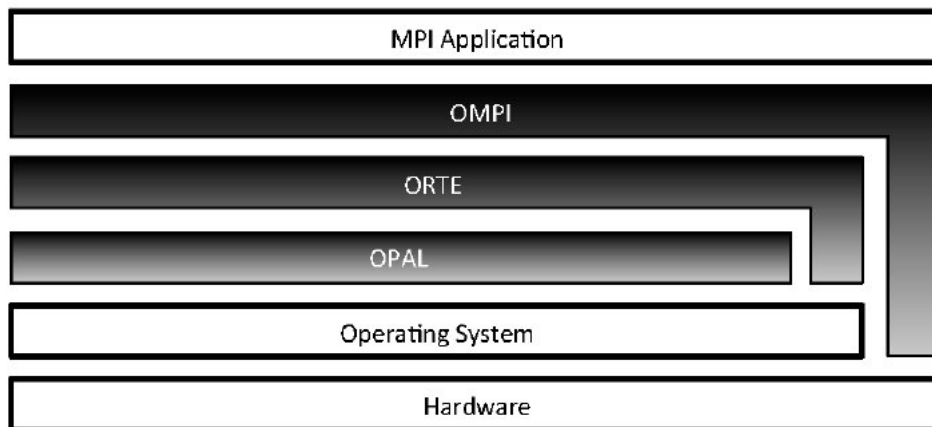 MPI Application
OMPI
ORTE
OPAL
Operating System
Hardware